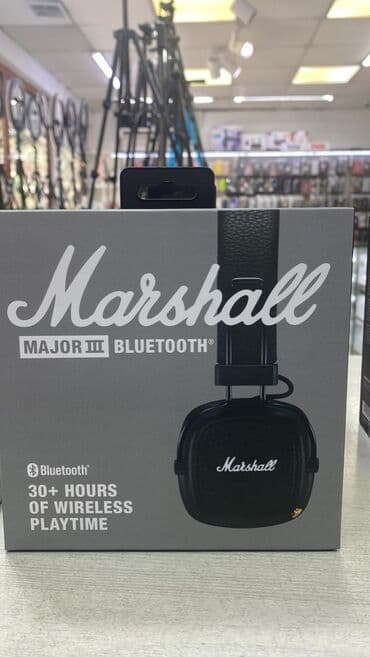 Marshall
MAJOR III BLUETOOTH®
Marshall
Bluetooth®
30+ HOURS
OF WIRELESS
PLAYTIME